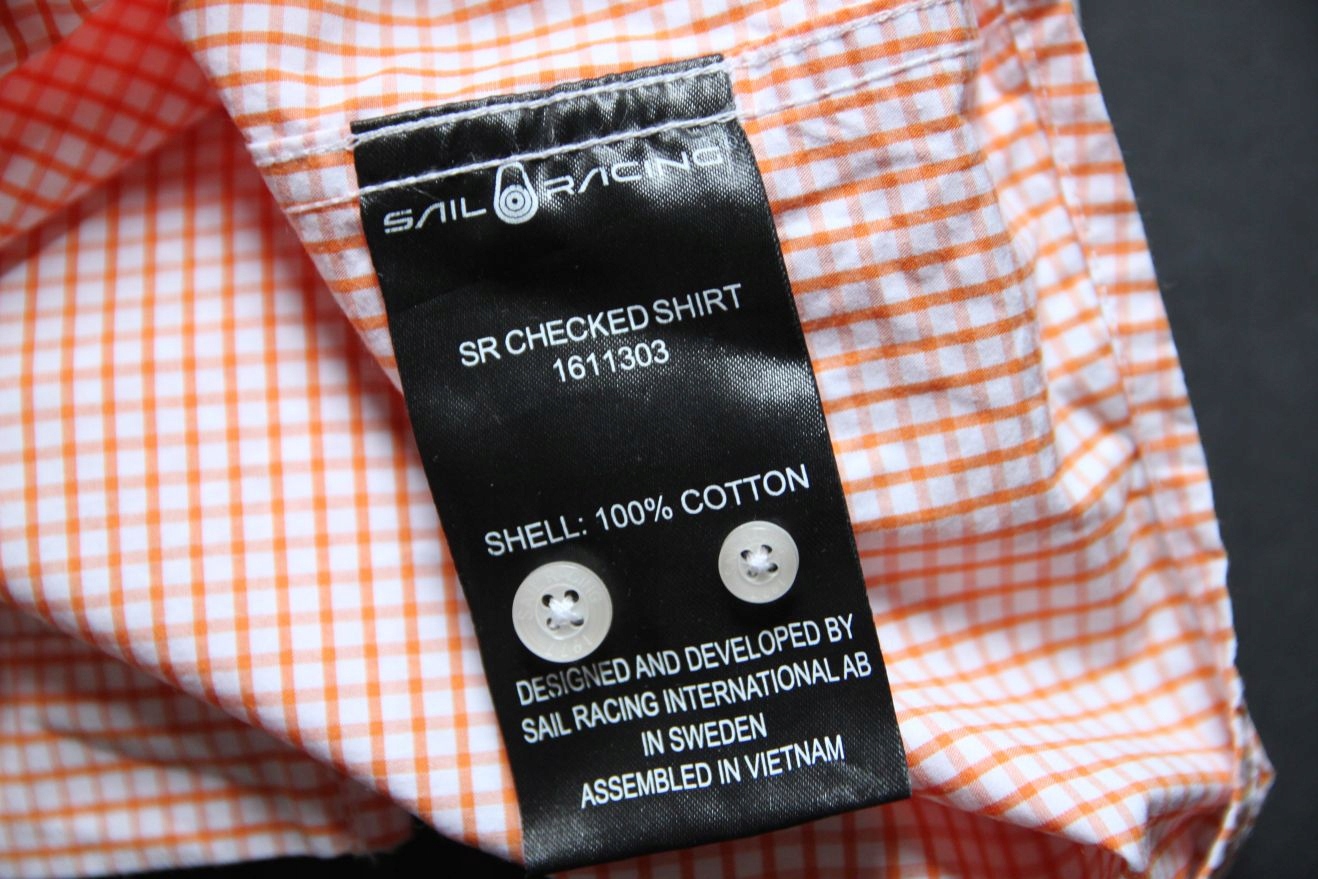 SAIL RACING
SR CHECKED SHIRT
1611303
SHELL: 100% COTTON
DESIGNED AND DEVELOPED BY
SAIL RACING INTERNATIONAL AB
IN SWEDEN
ASSEMBLED IN VIETNAM